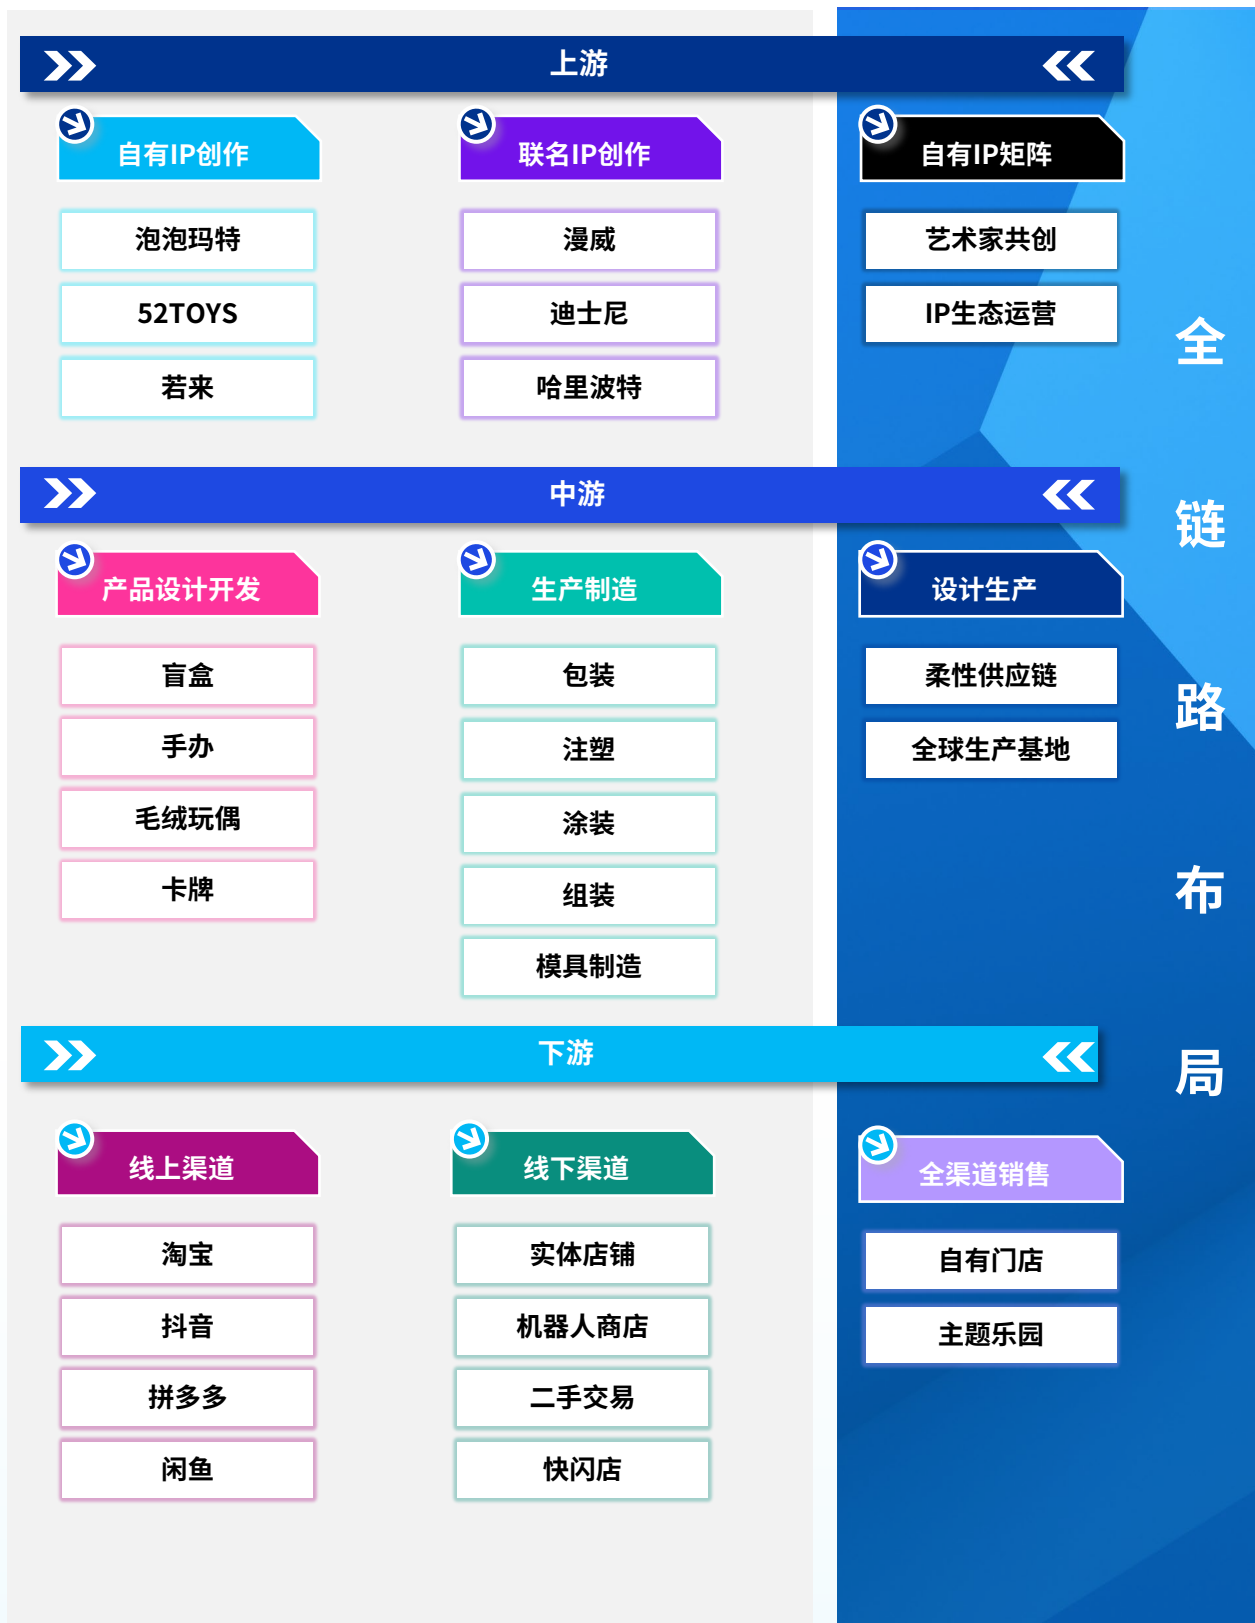 上游
自有IP创作
泡泡玛特
52TOYS
若来
联名IP创作
漫威
迪士尼
哈里波特
自有IP矩阵
艺术家共创
IP生态运营
中游
产品设计开发
盲盒
手办
毛绒玩偶
卡牌
生产制造
包装
注塑
涂装
组装
模具制造
设计生产
柔性供应链
全球生产基地
下游
线上渠道
淘宝
抖音
拼多多
闲鱼
线下渠道
实体店铺
机器人商店
二手交易
快闪店
全渠道销售
自有门店
主题乐园
全
链
路
布
局